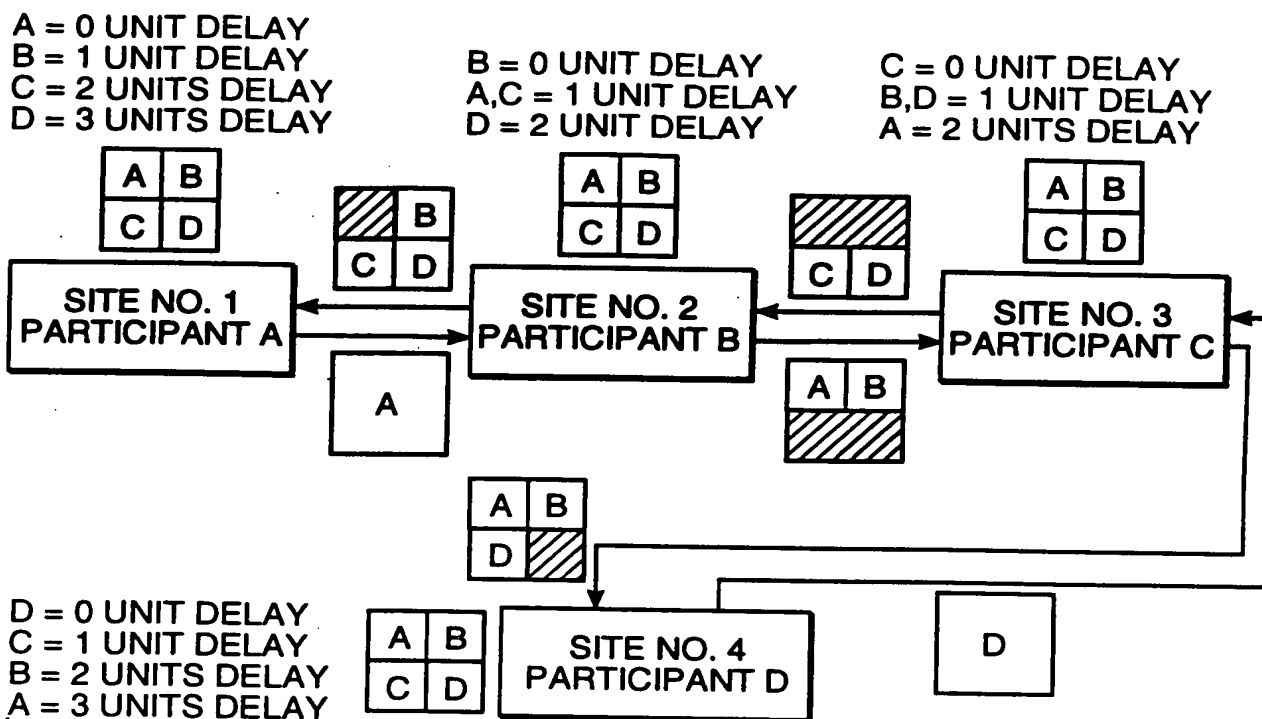 A = 0 UNIT DELAY
B = 1 UNIT DELAY
C = 2 UNITS DELAY
D = 3 UNITS DELAY
B = 0 UNIT DELAY
A,C = 1 UNIT DELAY
D = 2 UNIT DELAY
C = 0 UNIT DELAY
B,D = 1 UNIT DELAY
A = 2 UNITS DELAY
A B
C D
B
C D
A B
C D
C D
A B
C D
SITE NO. 1
PARTICIPANT A
SITE NO. 2
PARTICIPANT B
SITE NO. 3
PARTICIPANT C
A
A B
A B
D
D = 0 UNIT DELAY
C = 1 UNIT DELAY
B = 2 UNITS DELAY
A = 3 UNITS DELAY
A B
C D
SITE NO. 4
PARTICIPANT D
D